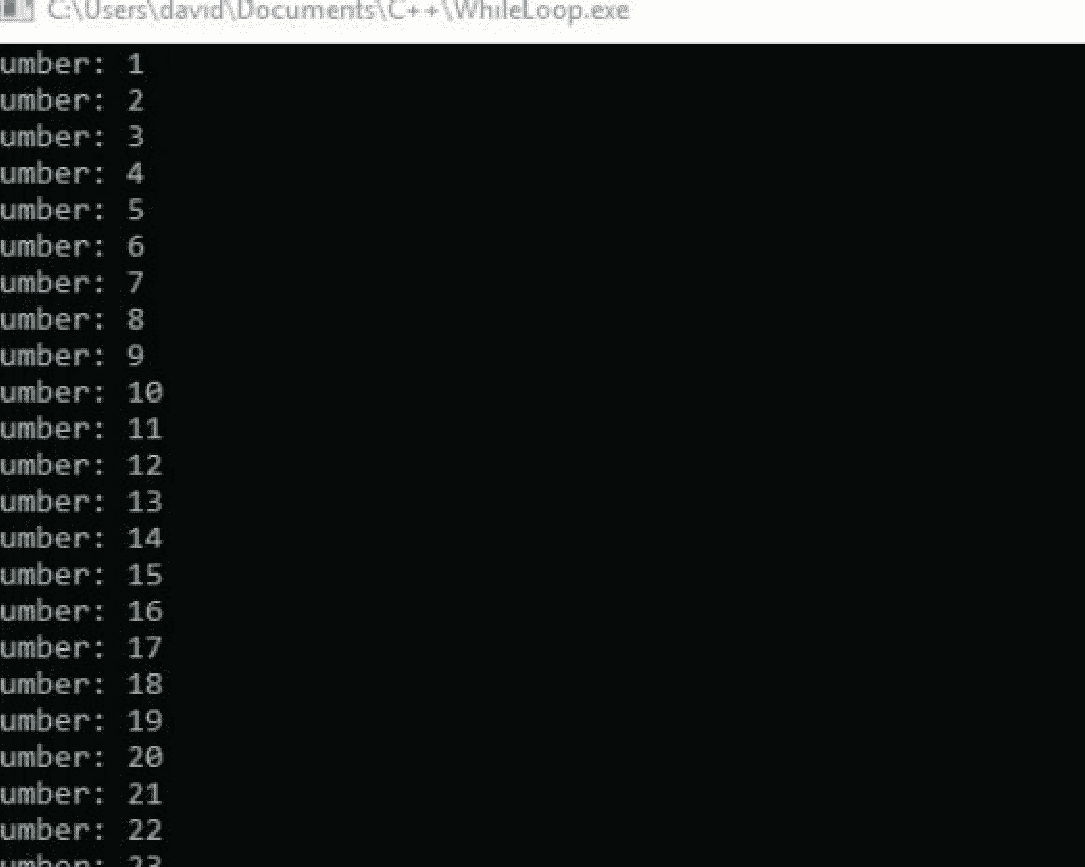 C:\Users\david\Documents\C++\WhileLoop.exe
umber: 1
umber: 2
umber: 3
umber: 4
umber: 5
umber: 6
umber: 7
umber: 8
umber: 9
umber: 10
umber: 11
umber: 12
umber: 13
umber: 14
umber: 15
umber: 16
umber: 17
umber: 18
umber: 19
umber: 20
umber: 21
umber: 22
umber: 23